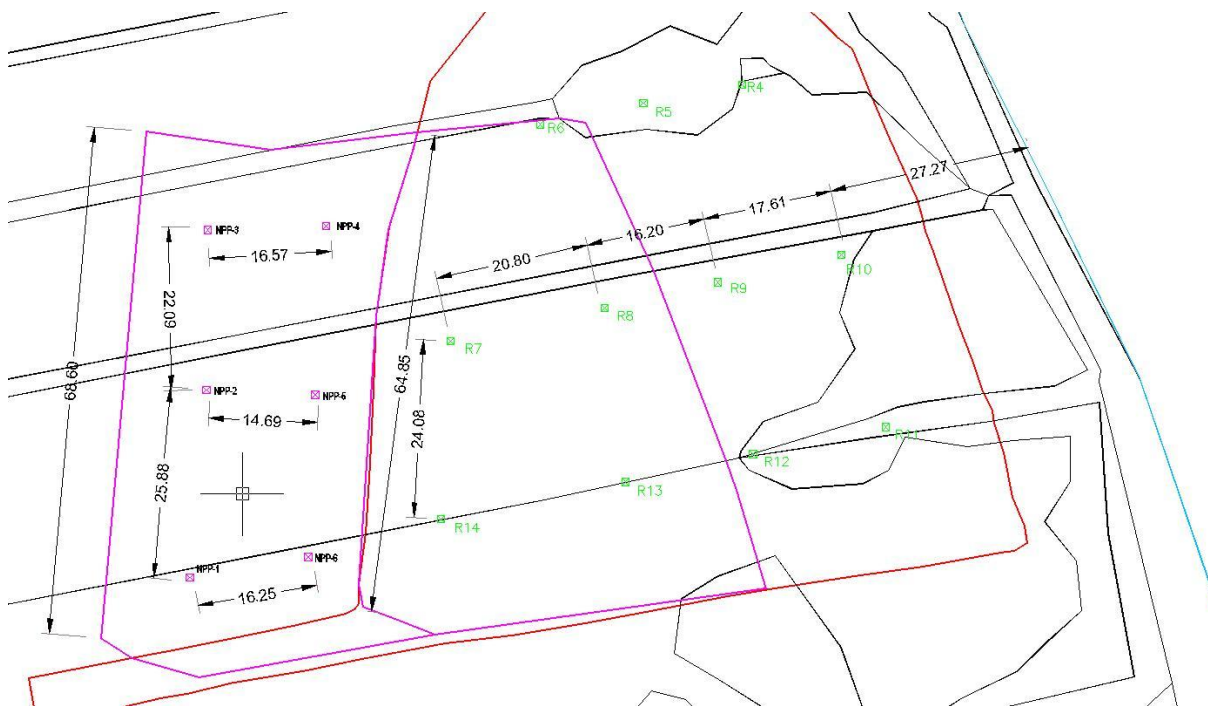 R4
R5
R6
27.27
17.61
16.20
20.80
NPP-3
NPP-4
16.57
R10
R9
R8
R7
22.09
68.60
64.85
24.08
NPP-2
NPP-5
14.69
R11
R12
R13
R14
25.88
NPP-6
NPP-1
16.25